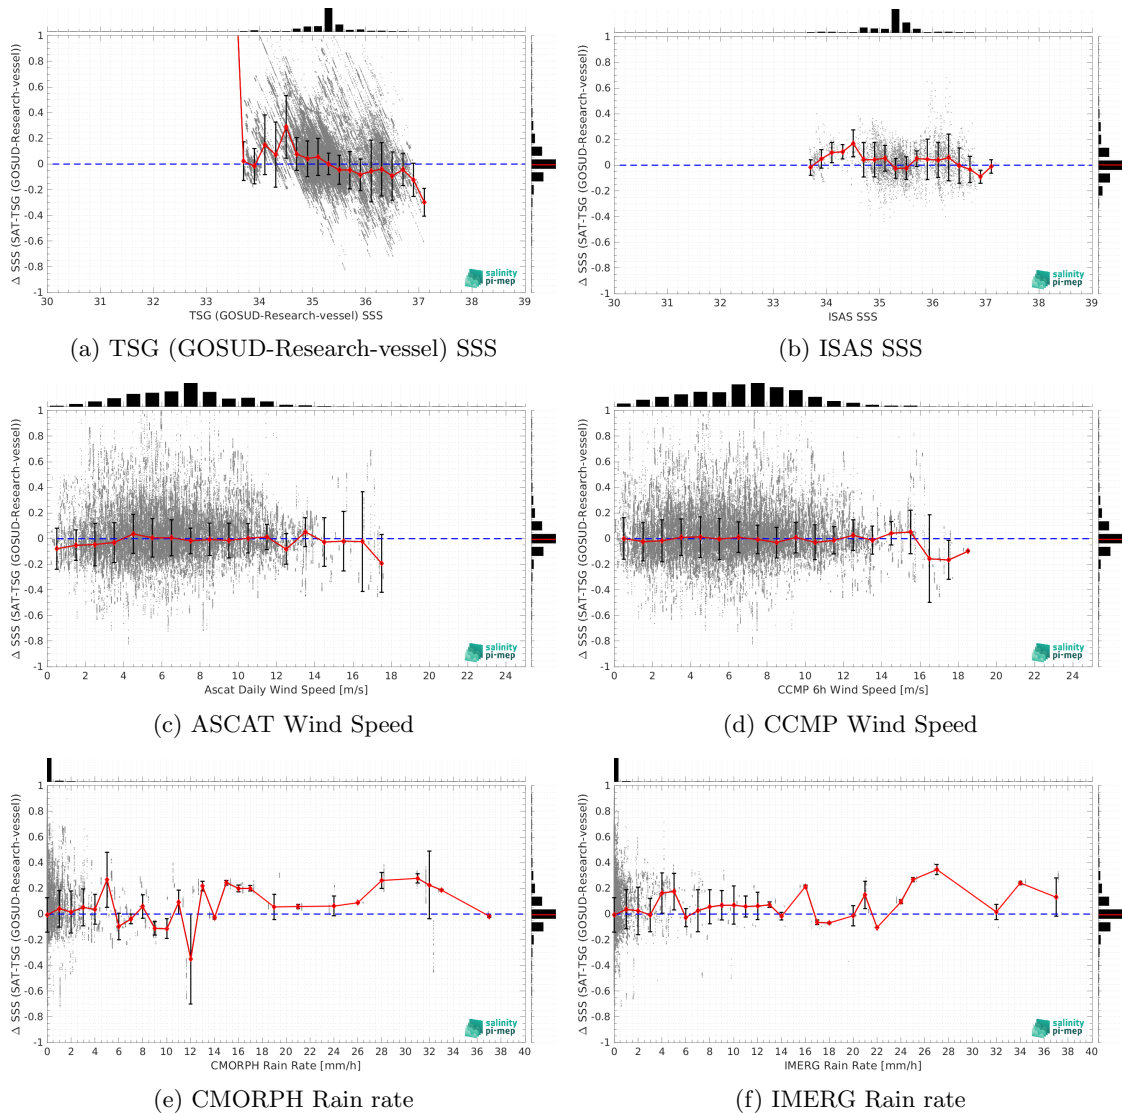 Δ SSS (SAT-TSG (GOSUD-Research-vessel))
1
0.8
0.6
0.4
0.2
0
-0.2
-0.4
-0.6
-0.8
-1
30 31 32 33 34 35 36 37 38 39
TSG (GOSUD-Research-vessel) SSS
salinity
pi-mep
(a) TSG (GOSUD-Research-vessel) SSS
Δ SSS (SAT-TSG (GOSUD-Research-vessel))
1
0.8
0.6
0.4
0.2
0
-0.2
-0.4
-0.6
-0.8
-1
30 31 32 33 34 35 36 37 38 39
ISAS SSS
salinity
pi-mep
(b) ISAS SSS
Δ SSS (SAT-TSG (GOSUD-Research-vessel))
1
0.8
0.6
0.4
0.2
0
-0.2
-0.4
-0.6
-0.8
-1
0 2 4 6 8 10 12 14 16 18 20 22 24
Ascat Daily Wind Speed [m/s]
salinity
pi-mep
(c) ASCAT Wind Speed
Δ SSS (SAT-TSG (GOSUD-Research-vessel))
1
0.8
0.6
0.4
0.2
0
-0.2
-0.4
-0.6
-0.8
-1
0 2 4 6 8 10 12 14 16 18 20 22 24
CCMP 6h Wind Speed [m/s]
salinity
pi-mep
(d) CCMP Wind Speed
Δ SSS (SAT-TSG (GOSUD-Research-vessel))
1
0.8
0.6
0.4
0.2
0
-0.2
-0.4
-0.6
-0.8
-1
0 2 4 6 8 10 12 14 16 18 20 22 24 26 28 30 32 34 36 38 40
CMORPH Rain Rate [mm/h]
salinity
pi-mep
(e) CMORPH Rain rate
Δ SSS (SAT-TSG (GOSUD-Research-vessel))
1
0.8
0.6
0.4
0.2
0
-0.2
-0.4
-0.6
-0.8
-1
0 2 4 6 8 10 12 14 16 18 20 22 24 26 28 30 32 34 36 38 40
IMERG Rain Rate [mm/h]
salinity
pi-mep
(f) IMERG Rain rate